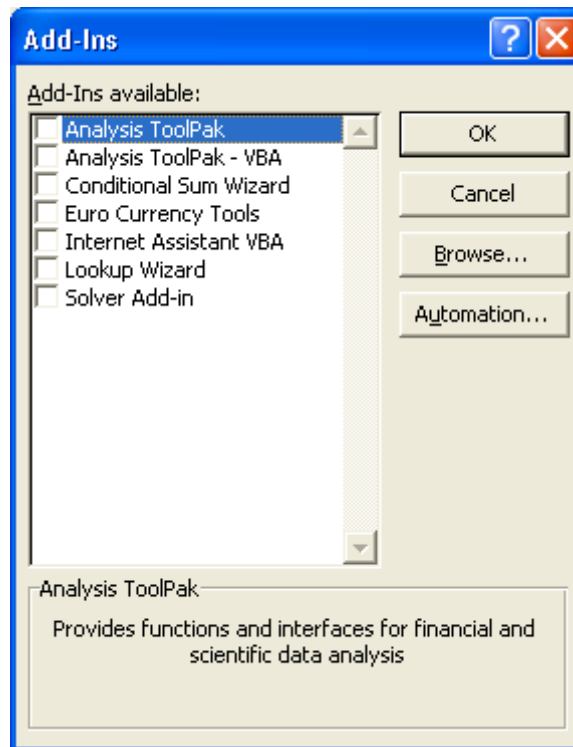 Add-Ins
Add-Ins available:
Analysis ToolPak
Analysis ToolPak - VBA
Conditional Sum Wizard
Euro Currency Tools
Internet Assistant VBA
Lookup Wizard
Solver Add-in
OK
Cancel
Browse...
Automation...
Analysis ToolPak
Provides functions and interfaces for financial and
scientific data analysis